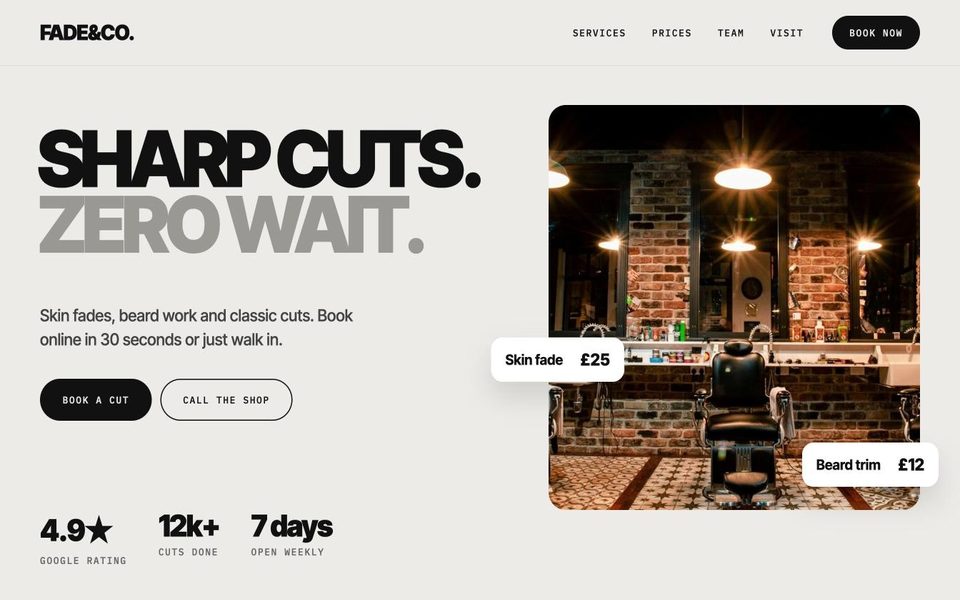 FADE&CO.
SERVICES
PRICES
TEAM
VISIT
BOOK NOW
SHARP CUTS.
ZERO WAIT.
Skin fades, beard work and classic cuts. Book
online in 30 seconds or just walk in.
BOOK A CUT
CALL THE SHOP
Skin fade £25
Beard trim £12
4.9★
GOOGLE RATING
12k+
CUTS DONE
7 days
OPEN WEEKLY